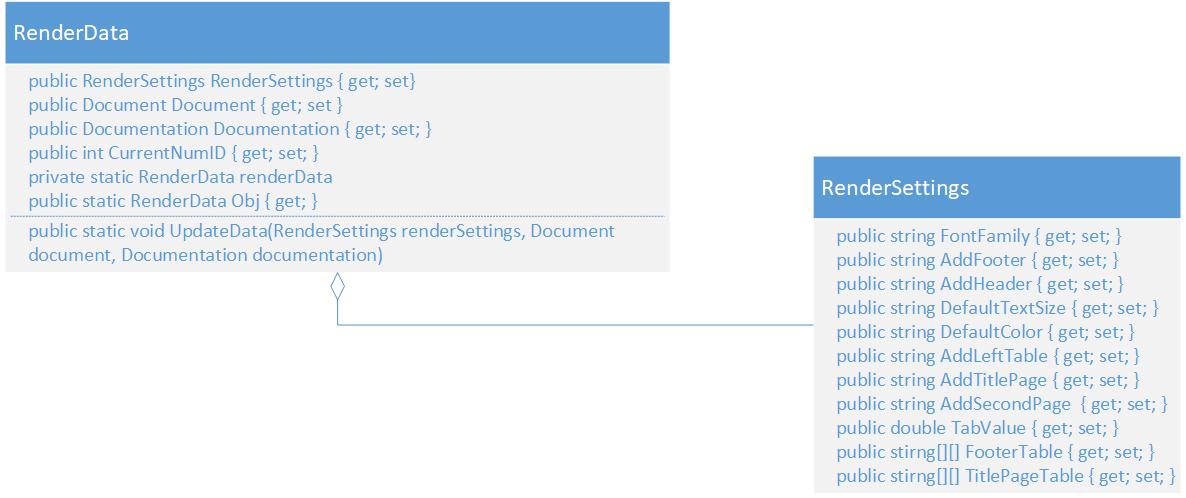 RenderData
public RenderSettings RenderSettings { get; set}
public Document Document { get; set }
public Documentation Documentation { get; set; }
public int CurrentNumID { get; set; }
private static RenderData renderData
public static RenderData Obj { get; }
public static void UpdateData(RenderSettings renderSettings, Document
document, Documentation documentation)
RenderSettings
public string FontFamily { get; set; }
public string AddFooter { get; set; }
public string AddHeader { get; set; }
public string DefaultTextSize { get; set; }
public string DefaultColor { get; set; }
public string AddLeftTable { get; set; }
public string AddTitlePage { get; set; }
public string AddSecondPage  { get; set; }
public double TabValue { get; set; }
public stirng[][] FooterTable { get; set; }
public stirng[][] TitlePageTable { get; set; }